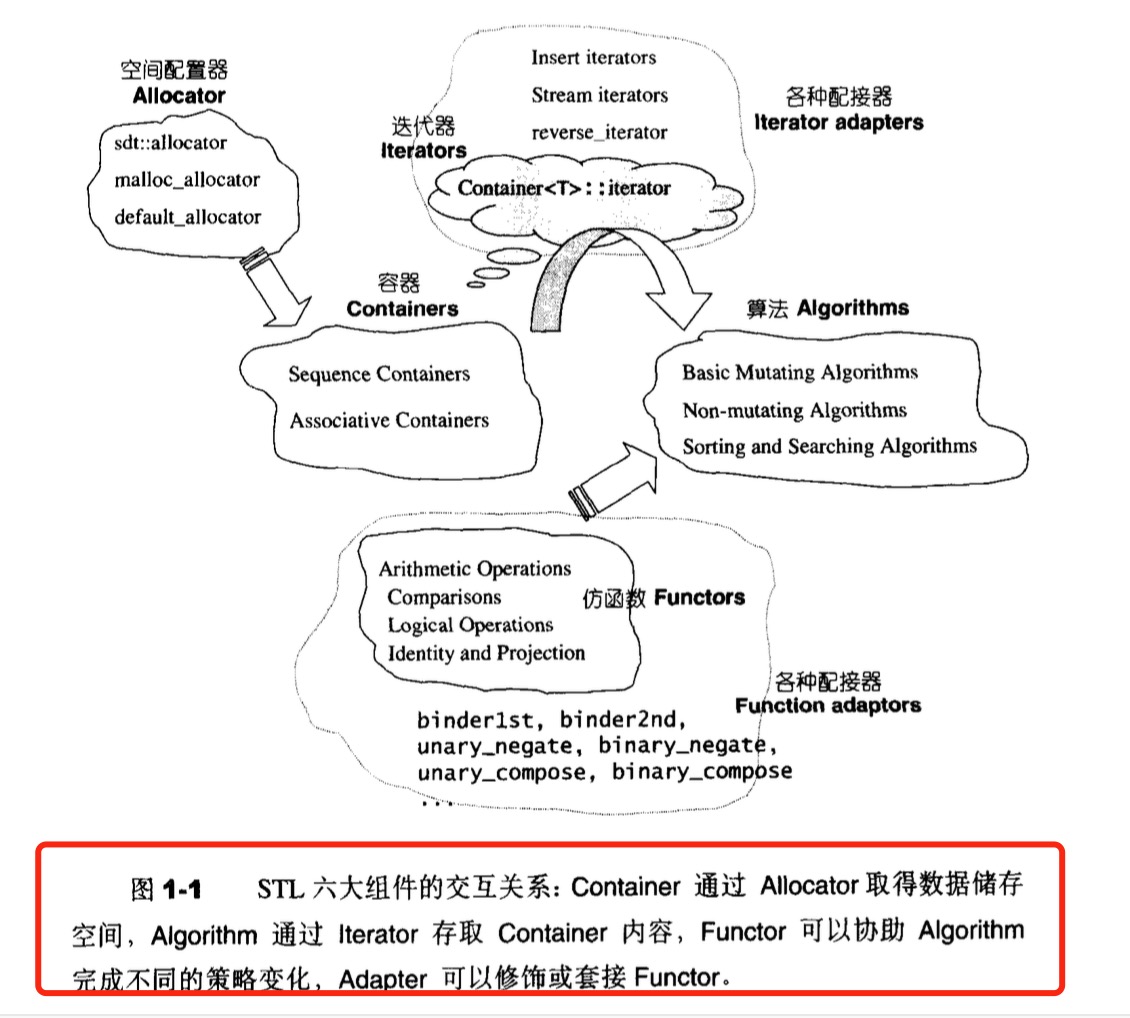 空间配置器
Allocator
sdt::allocator
malloc_allocator
default_allocator
迭代器
Iterators
Insert iterators
Stream iterators
reverse_iterator
Container<T>::iterator
各种配接器
Iterator adapters
容器
Containers
Sequence Containers
Associative Containers
算法 Algorithms
Basic Mutating Algorithms
Non-mutating Algorithms
Sorting and Searching Algorithms
Arithmetic Operations
Comparisons
Logical Operations
Identity and Projection
仿函数 Functors
各种配接器
Function adaptors
binder1st, binder2nd,
unary_negate, binary_negate,
unary_compose, binary_compose
...
图 1-1 STL 六大组件的交互关系: Container 通过 Allocator 取得数据储存
空间, Algorithm 通过 Iterator 存取 Container 内容, Functor 可以协助 Algorithm
完成不同的策略变化, Adapter 可以修饰或套接 Functor。